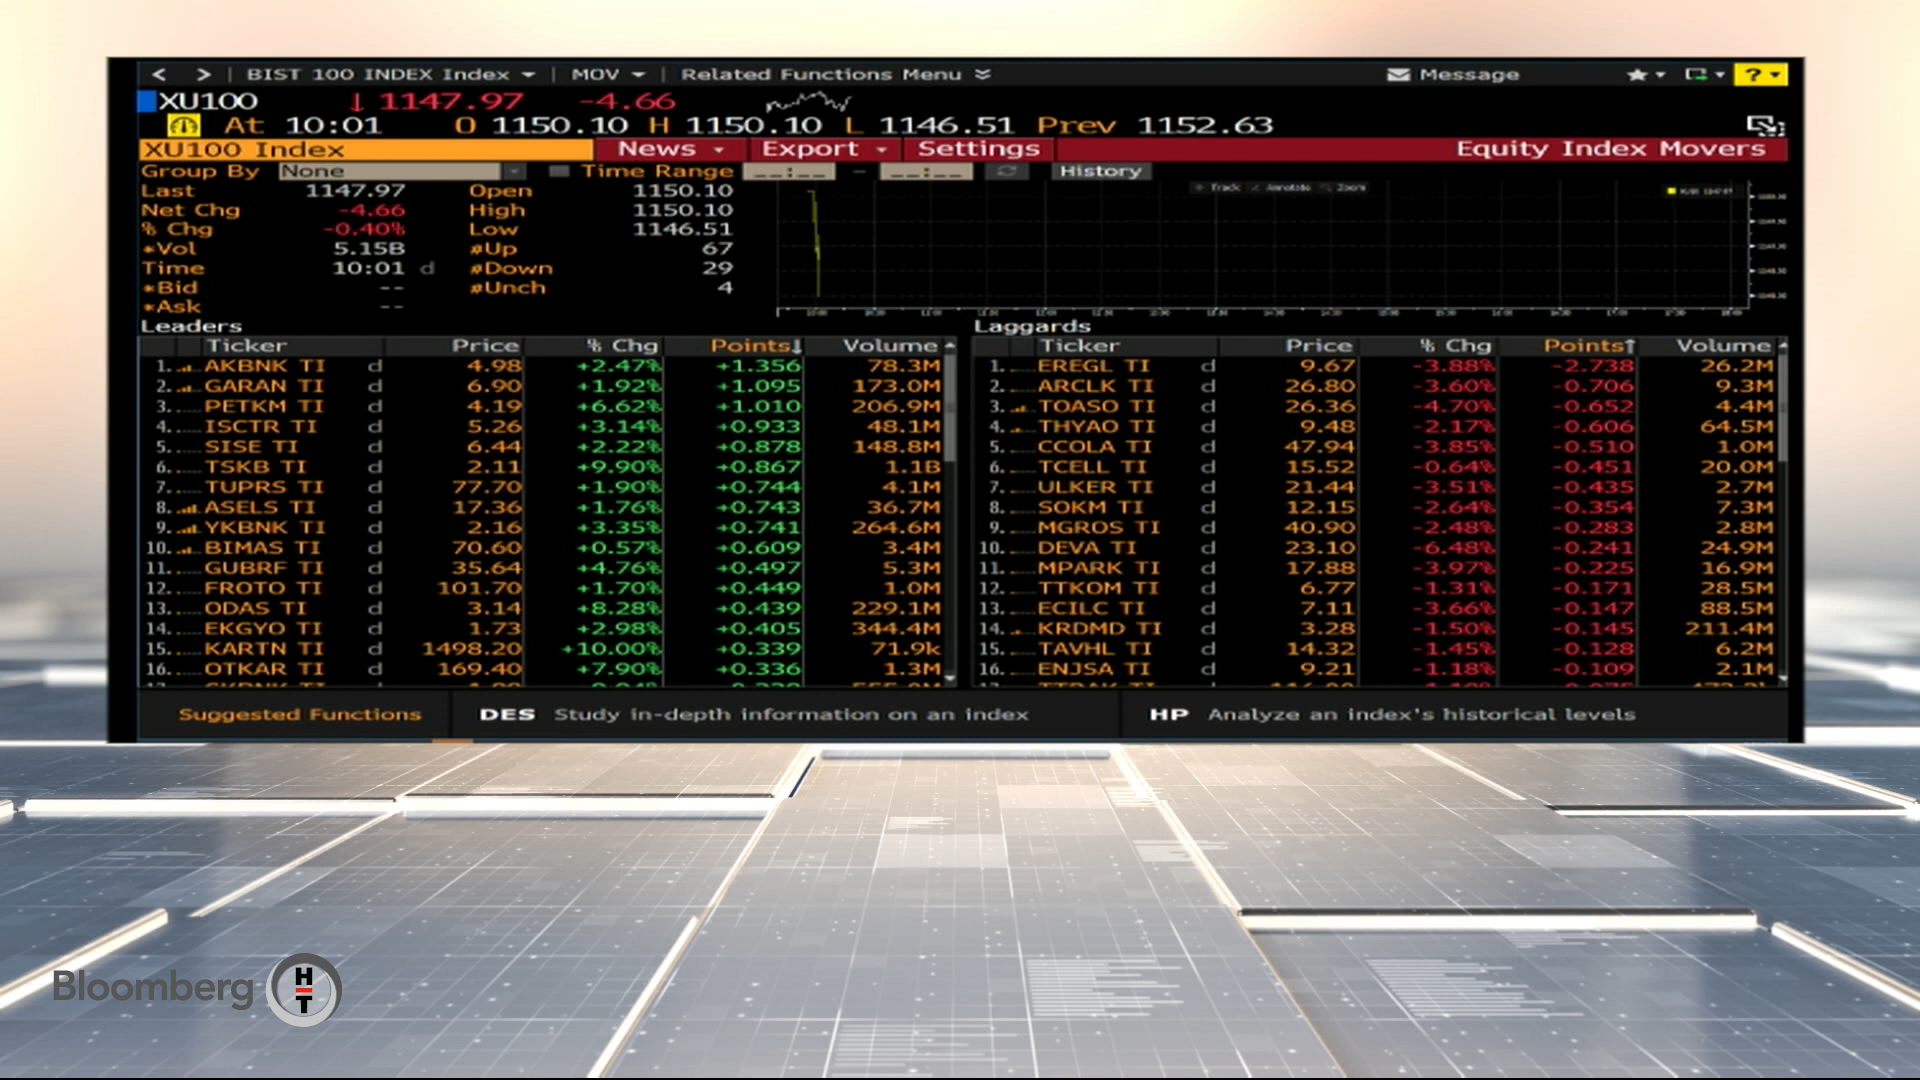 < > | BIST 100 INDEX Index | MOV | Related Functions Menu Message ?
XU100 ↓ 1147.97 -4.66
At 10:01 O 1150.10 H 1150.10 L 1146.51 Prev 1152.63
XU100 Index News Export Settings Equity Index Movers
Group By None Time Range --:-- - --:-- History
Track Annotate Zoom
Last 1147.97 Open 1150.10
Net Chg -4.66 High 1150.10
% Chg -0.40% Low 1146.51
*Vol 5.15B #Up 67
Time 10:01 d #Down 29
*Bid -- #Unch 4
*Ask --
Leaders
Ticker Price % Chg Points↓ Volume
1. AKBNK TI d 4.98 +2.47% +1.356 78.3M
2. GARAN TI d 6.90 +1.92% +1.095 173.0M
3. PETKM TI d 4.19 +6.62% +1.010 206.9M
4. ISCTR TI d 5.26 +3.14% +0.933 48.1M
5. SISE TI d 6.44 +2.22% +0.878 148.8M
6. TSKB TI d 2.11 +9.90% +0.867 1.1B
7. TUPRS TI d 77.70 +1.90% +0.744 4.1M
8. ASELS TI d 17.36 +1.76% +0.743 36.7M
9. YKBNK TI d 2.16 +3.35% +0.741 264.6M
10. BIMAS TI d 70.60 +0.57% +0.609 3.4M
11. GUBRF TI d 35.64 +4.76% +0.497 5.3M
12. FROTO TI d 101.70 +1.70% +0.449 1.0M
13. ODAS TI d 3.14 +8.28% +0.439 229.1M
14. EKGYO TI d 1.73 +2.98% +0.405 344.4M
15. KARTN TI d 1498.20 +10.00% +0.339 71.9k
16. OTKAR TI d 169.40 +7.90% +0.336 1.3M
Laggards
Ticker Price % Chg Points↑ Volume
1. EREGL TI d 9.67 -3.88% -2.738 26.2M
2. ARCLK TI d 26.80 -3.60% -0.706 9.3M
3. TOASO TI d 26.36 -4.70% -0.652 4.4M
4. THYAO TI d 9.48 -2.17% -0.606 64.5M
5. CCOLA TI d 47.94 -3.85% -0.510 1.0M
6. TCELL TI d 15.52 -0.64% -0.451 20.0M
7. ULKER TI d 21.44 -3.51% -0.435 2.7M
8. SOKM TI d 12.15 -2.64% -0.354 7.3M
9. MGROS TI d 40.90 -2.48% -0.283 2.8M
10. DEVA TI d 23.10 -6.48% -0.241 24.9M
11. MPARK TI d 17.88 -3.97% -0.225 16.9M
12. TTKOM TI d 6.77 -1.31% -0.171 28.5M
13. ECILC TI d 7.11 -3.66% -0.147 88.5M
14. KRDMD TI d 3.28 -1.50% -0.145 211.4M
15. TAVHL TI d 14.32 -1.45% -0.128 6.2M
16. ENJSA TI d 9.21 -1.18% -0.109 2.1M
Suggested Functions DES Study in-depth information on an index HP Analyze an index's historical levels
Bloomberg HT